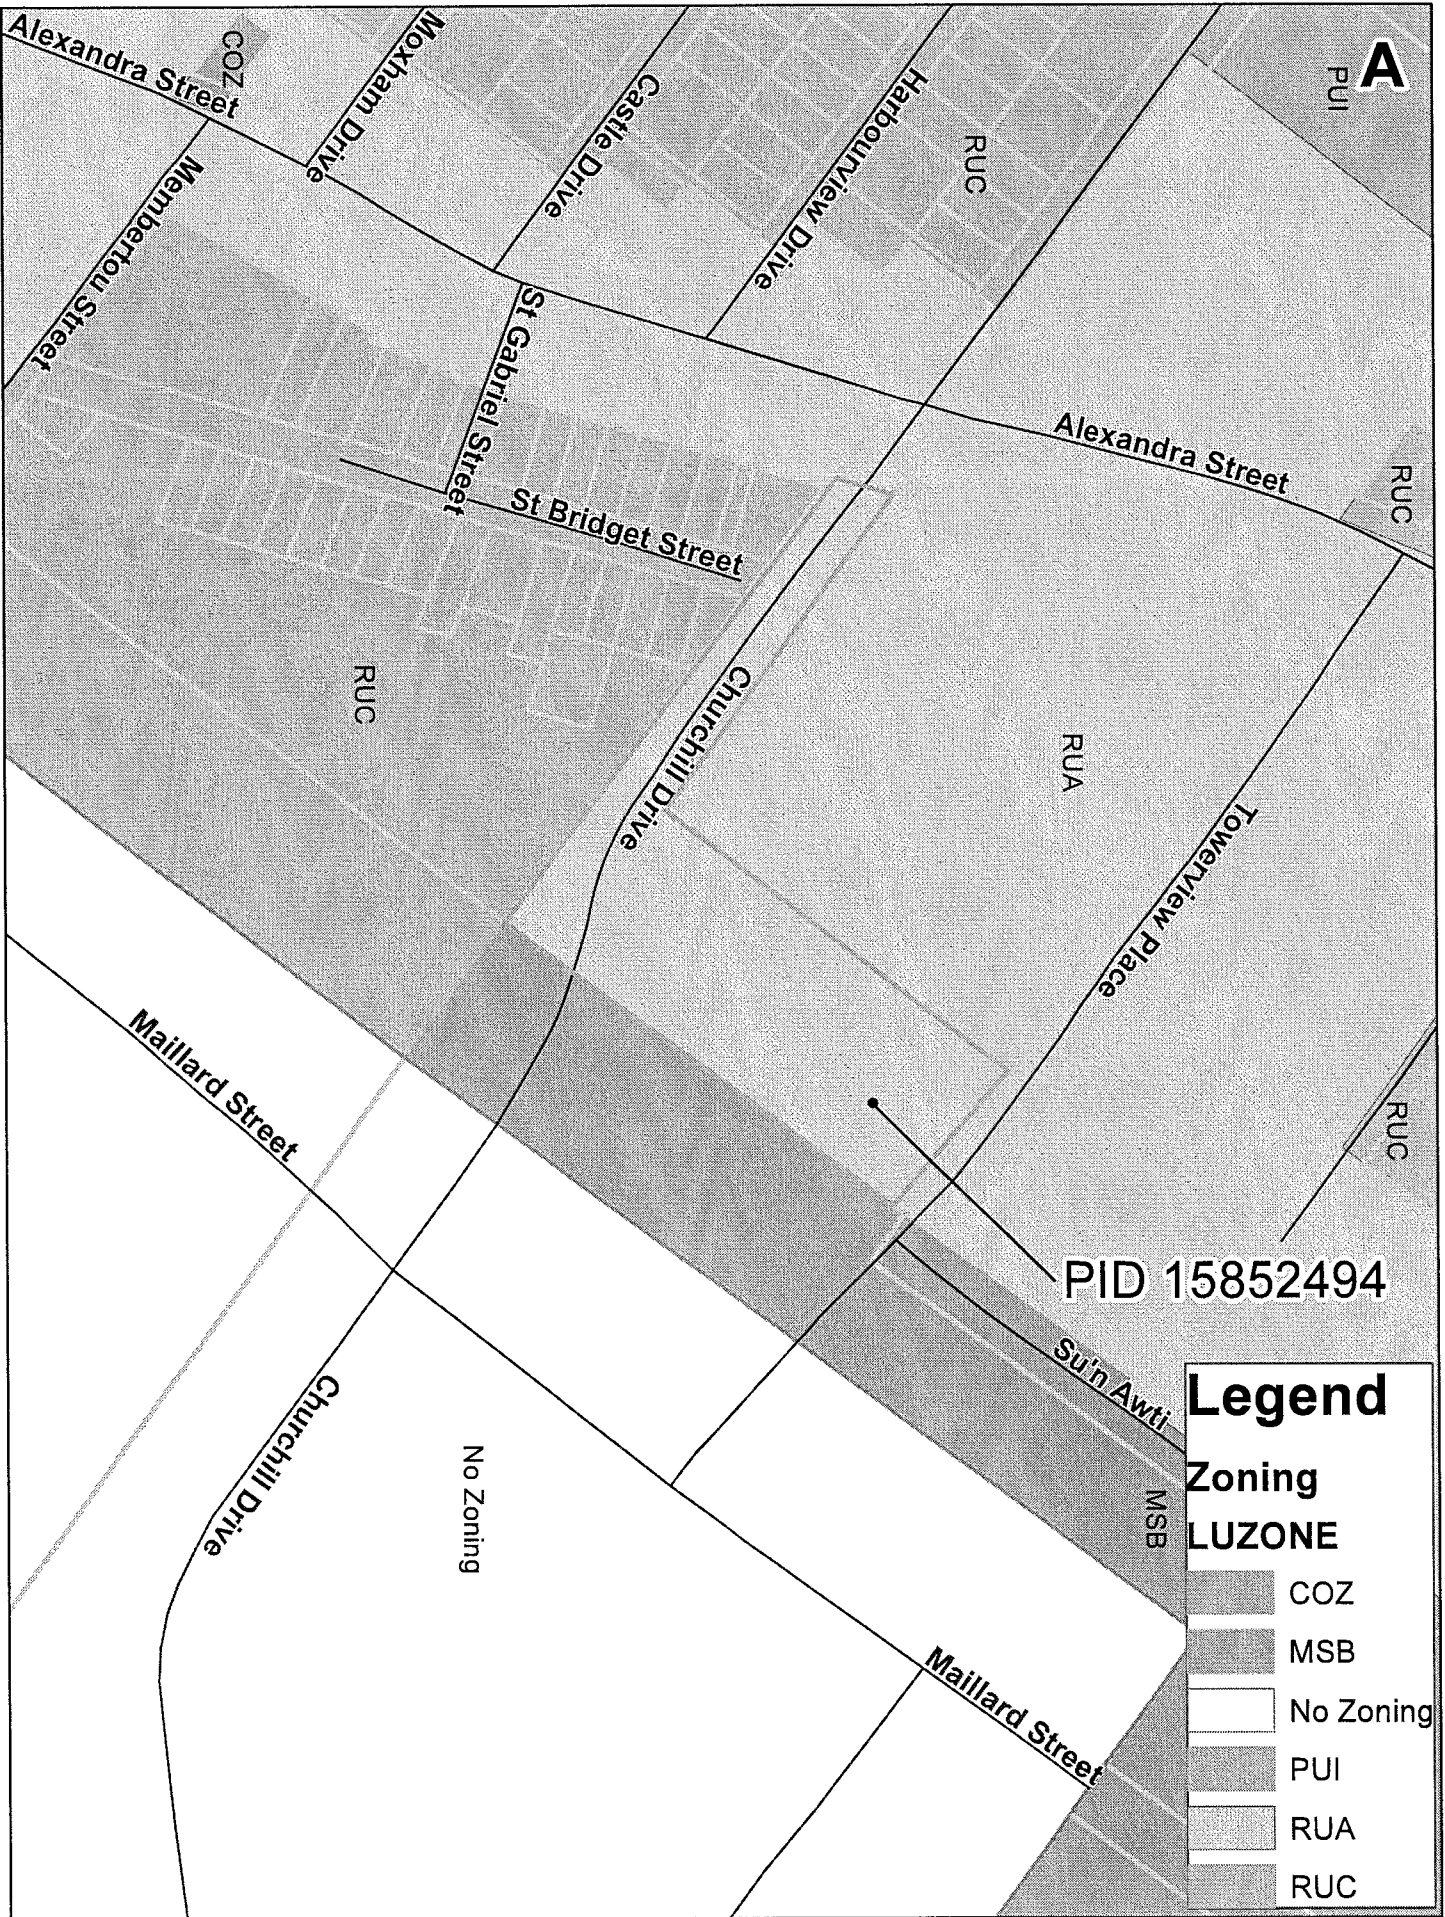 A
PUI
Alexandra Street
COZ
Moxham Drive
Castle Drive
Harbourview Drive
RUC
Membertou Street
St Gabriel Street
St Bridget Street
Alexandra Street
RUC
RUC
Churchill Drive
RUA
Towerview Place
Maillard Street
RUC
PID 15852494
Su'n Awti
Churchill Drive
No Zoning
MSB
Maillard Street
Legend
Zoning
LUZONE
COZ
MSB
No Zoning
PUI
RUA
RUC